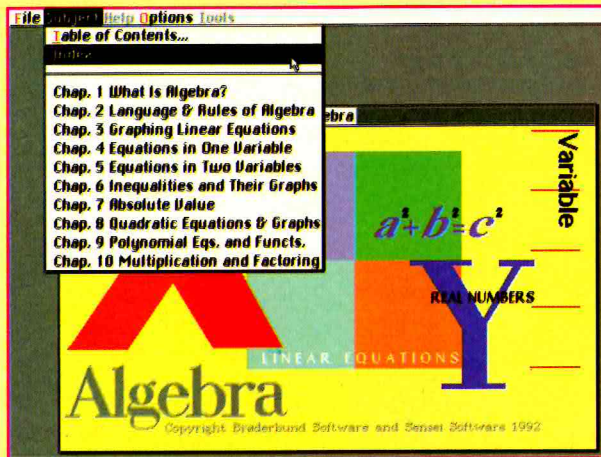 File Subject Help Options Tools
Table of Contents...
Index
Chap. 1 What Is Algebra?
Chap. 2 Language & Rules of Algebra
Chap. 3 Graphing Linear Equations
Chap. 4 Equations in One Variable
Chap. 5 Equations in Two Variables
Chap. 6 Inequalities and Their Graphs
Chap. 7 Absolute Value
Chap. 8 Quadratic Equations & Graphs
Chap. 9 Polynomial Eqs. and Functs.
Chap. 10 Multiplication and Factoring
ebra
Variable
a²+b²=c²
X
Y
REAL NUMBERS
LINEAR EQUATIONS
Algebra
Copyright Brøderbund Software and Sensei Software 1992